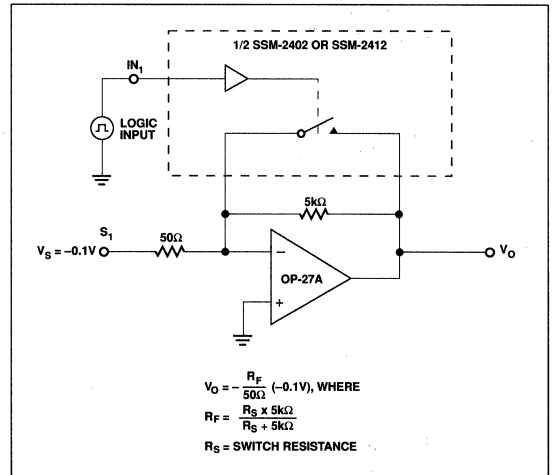 1/2 SSM-2402 OR SSM-2412
IN1
LOGIC
INPUT
5kΩ
S1
50Ω
VS = –0.1V
–
OP-27A
+
VO
VO = – RF / 50Ω (–0.1V), WHERE
RF = RS x 5kΩ / RS + 5kΩ
RS = SWITCH RESISTANCE